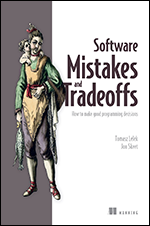 Software
Mistakes
and
Tradeoffs
How to make good programming decisions
Tomasz Lelek
Jon Skeet
MANNING